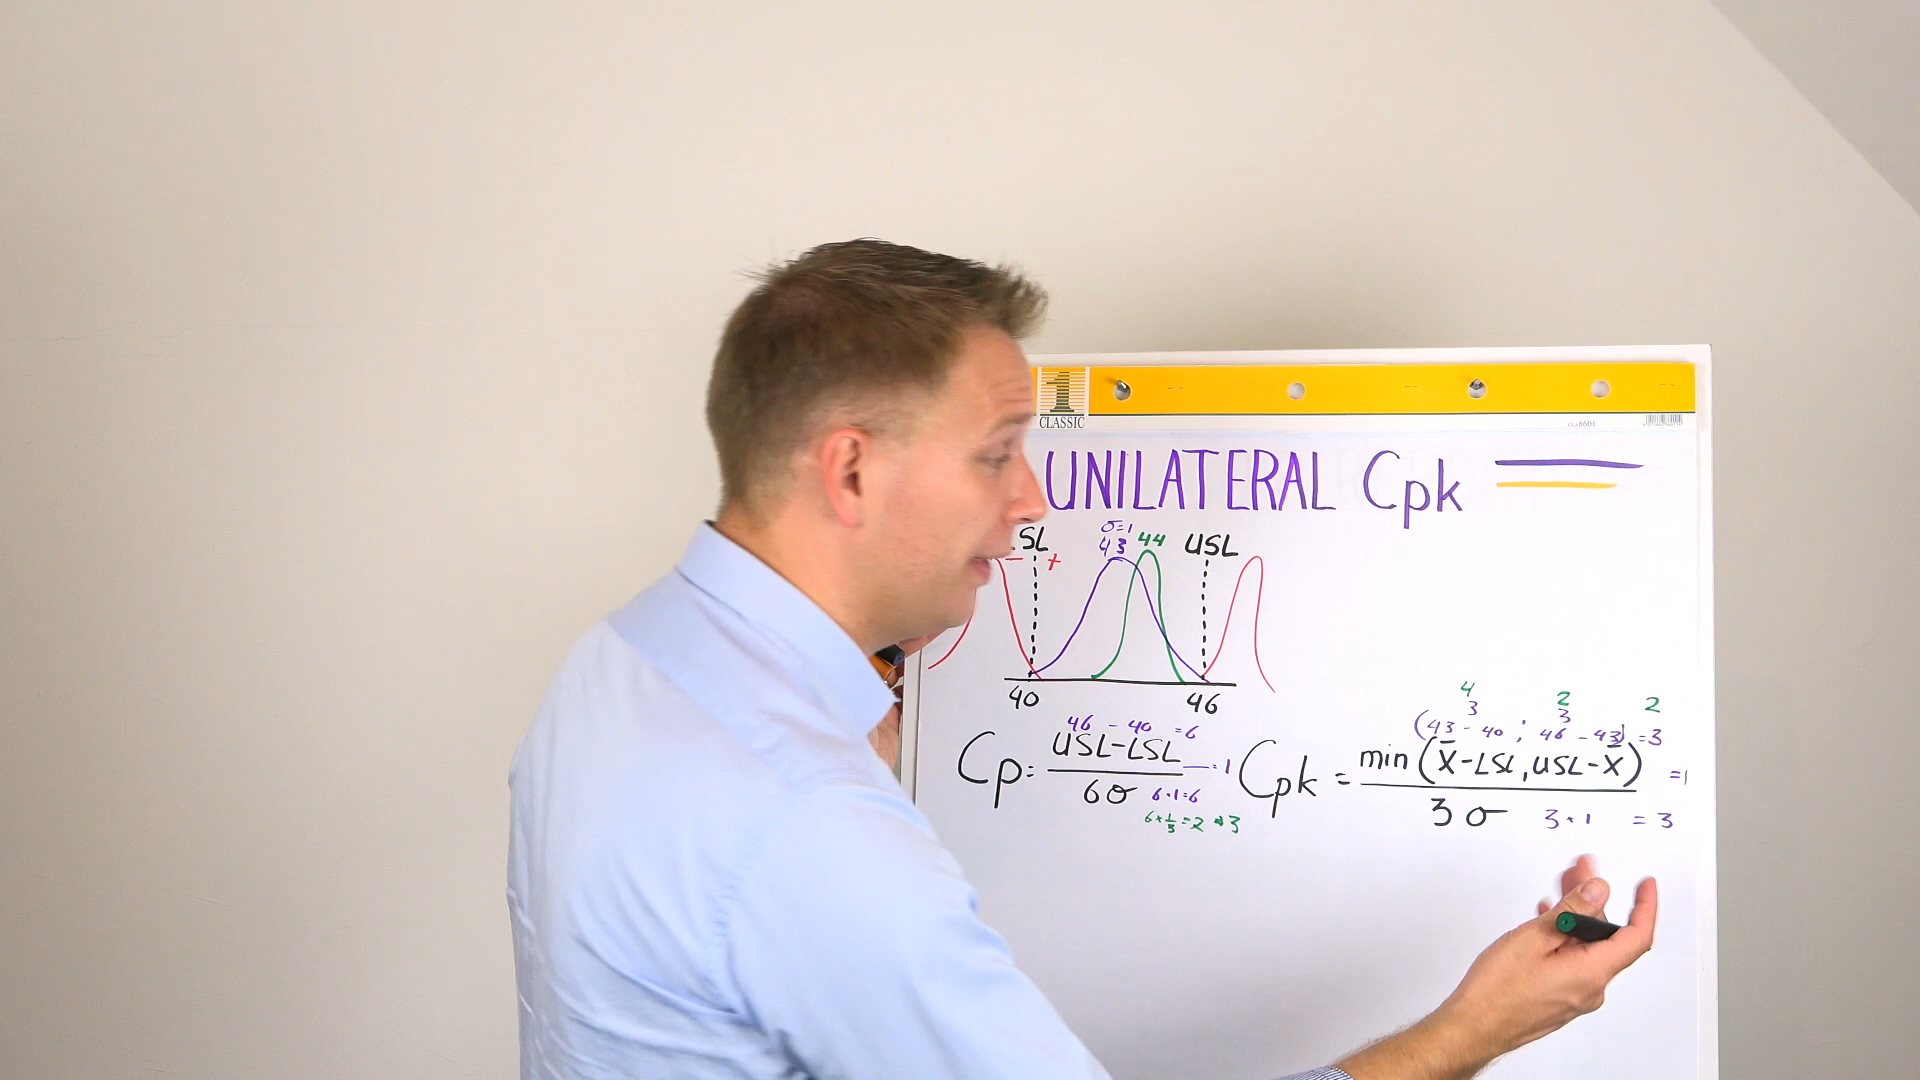 1
CLASSIC
CLA8601
UNILATERAL Cpk
σ=1
SL 43 44 USL
- +
40 46
46 - 40 = 6
Cp = USL-LSL = 1
6σ 6·1=6
6*1/3=2 → 3
4 2 2
3 3
(43-40 ; 46-43) = 3
Cpk = min (X̄-LSL, USL-X̄) = 1
3σ 3·1 = 3